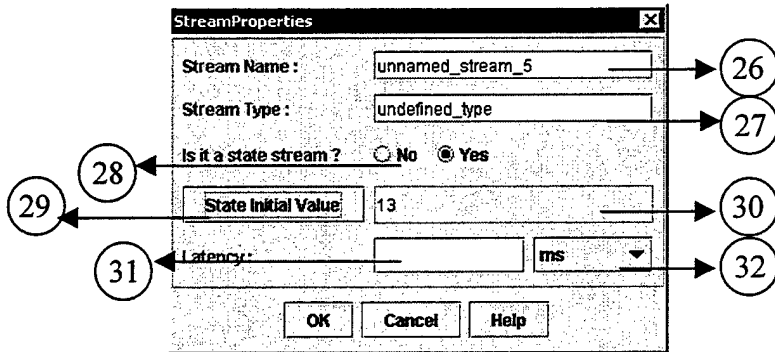 StreamProperties
Stream Name : unnamed_stream_5 26
Stream Type : undefined_type 27
Is it a state stream ? No Yes 28
29 State Initial Value 13 30
31 Latency : ms 32
OK Cancel Help